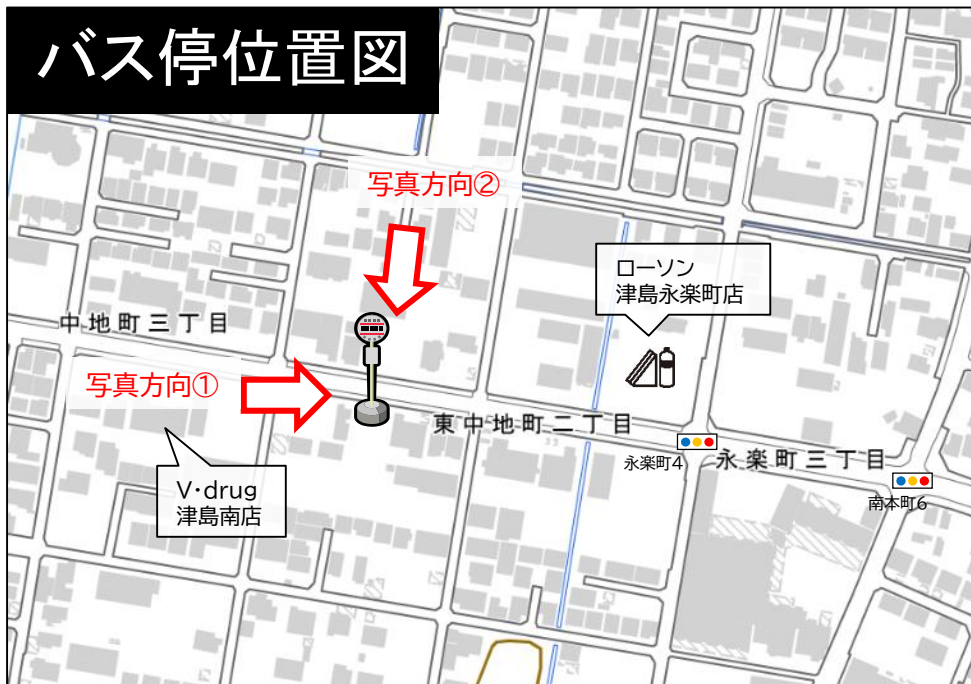 バス停位置図
写真方向②
ローソン
津島永楽町店
中地町三丁目
写真方向①
東中地町二丁目
永楽町4
永楽町三丁目
V・drug
津島南店
南本町6